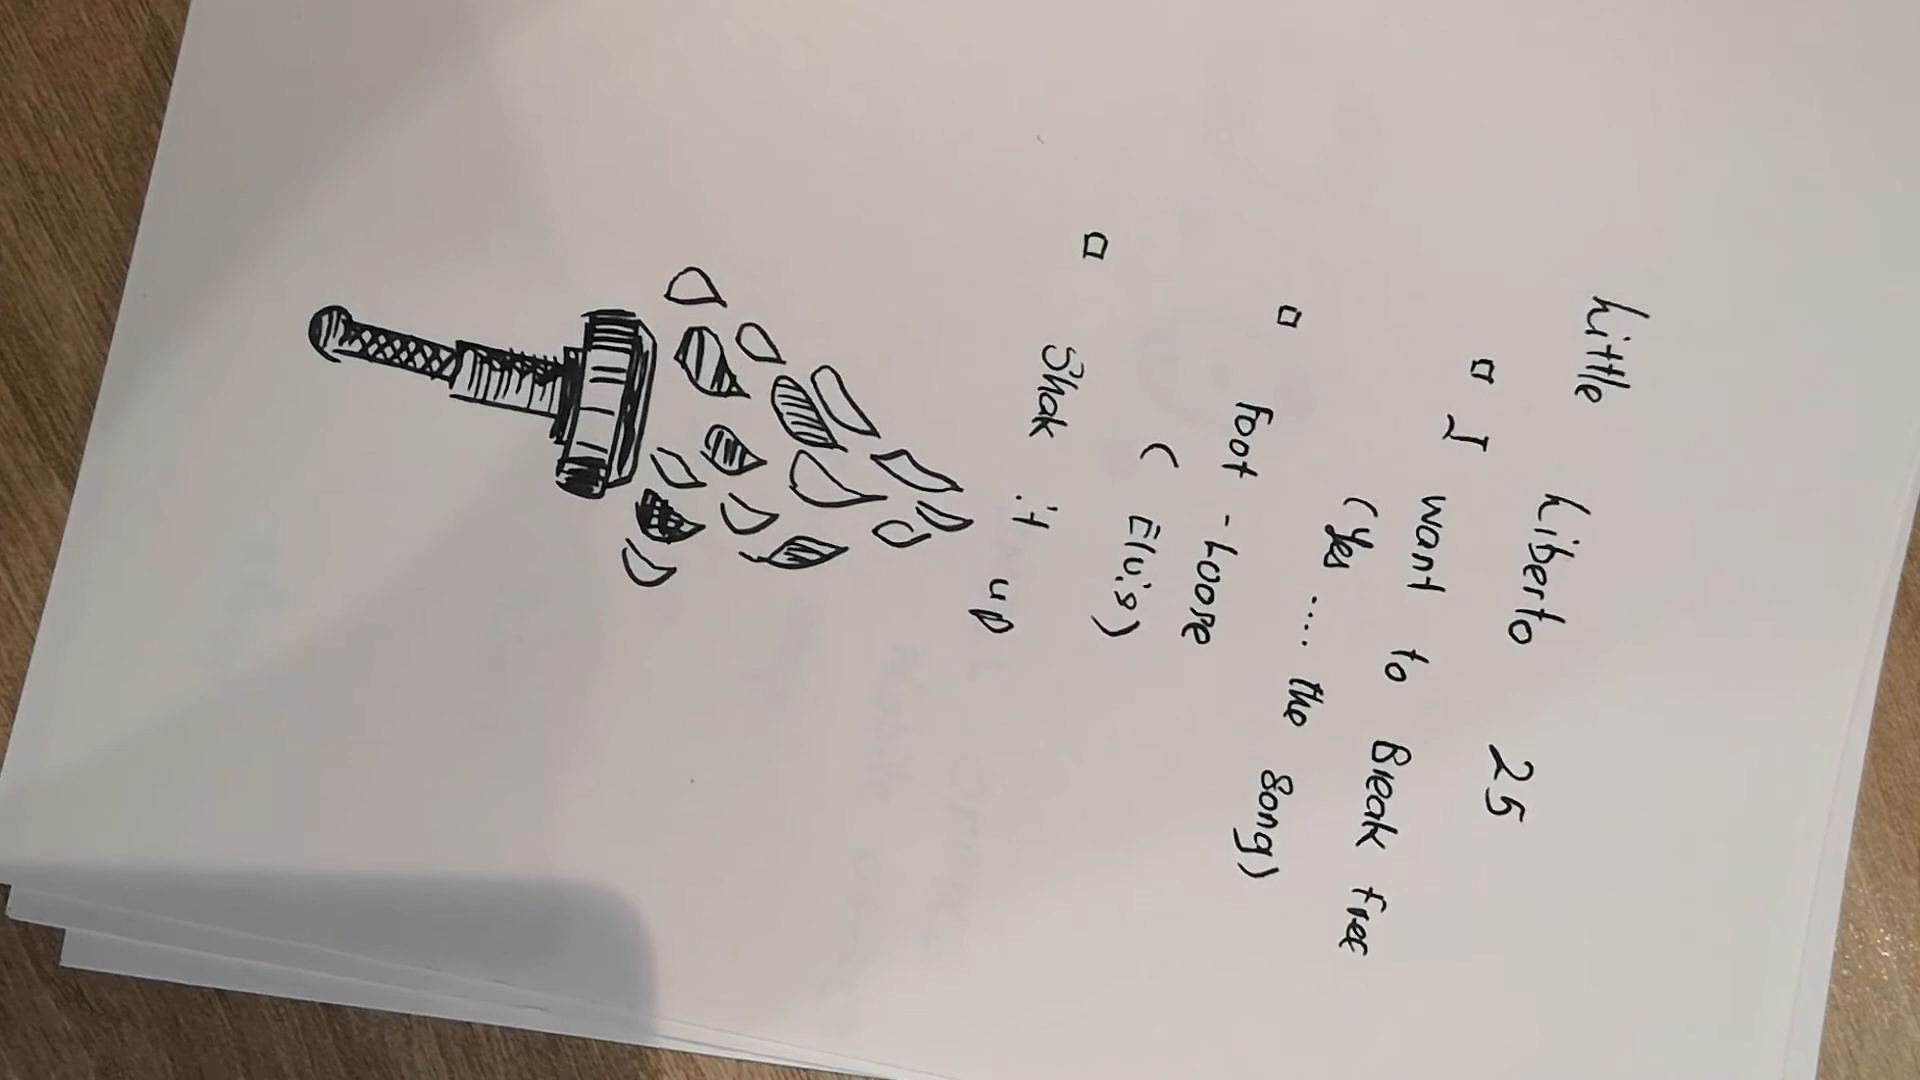 Little Liberto 25
▫ I want to Break free
(yes .... the song)
▫ foot-Loose
( Elvis)
▫ Shak it up